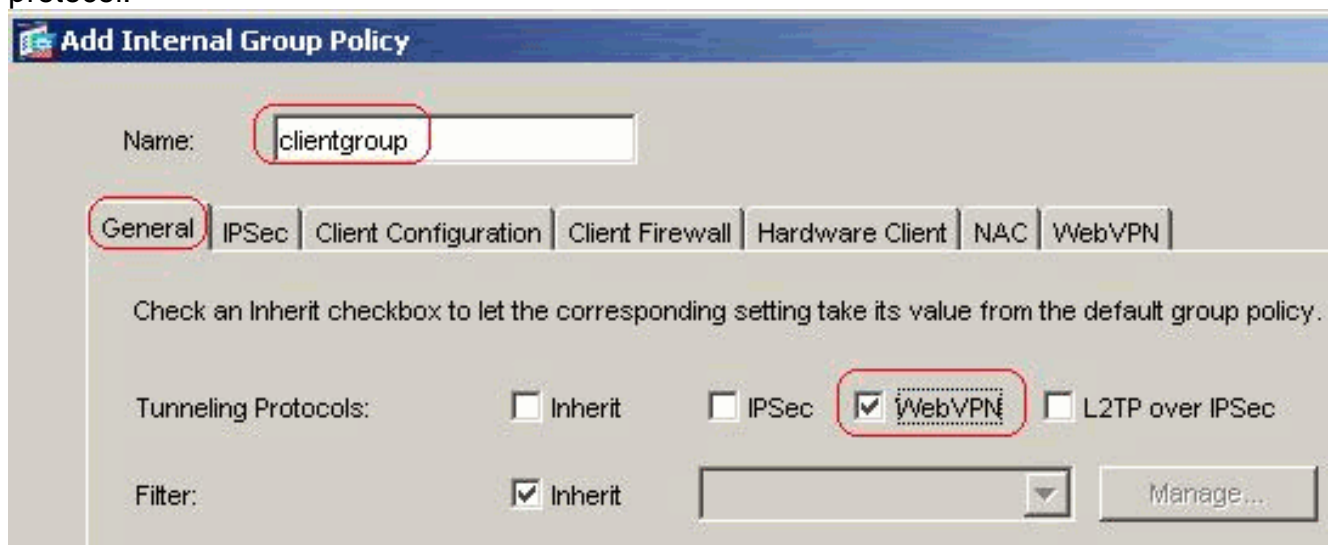 protocol.
Add Internal Group Policy
Name: clientgroup
General IPSec Client Configuration Client Firewall Hardware Client NAC WebVPN
Check an Inherit checkbox to let the corresponding setting take its value from the default group policy.
Tunneling Protocols: Inherit IPSec WebVPN L2TP over IPSec
Filter: Inherit Manage...